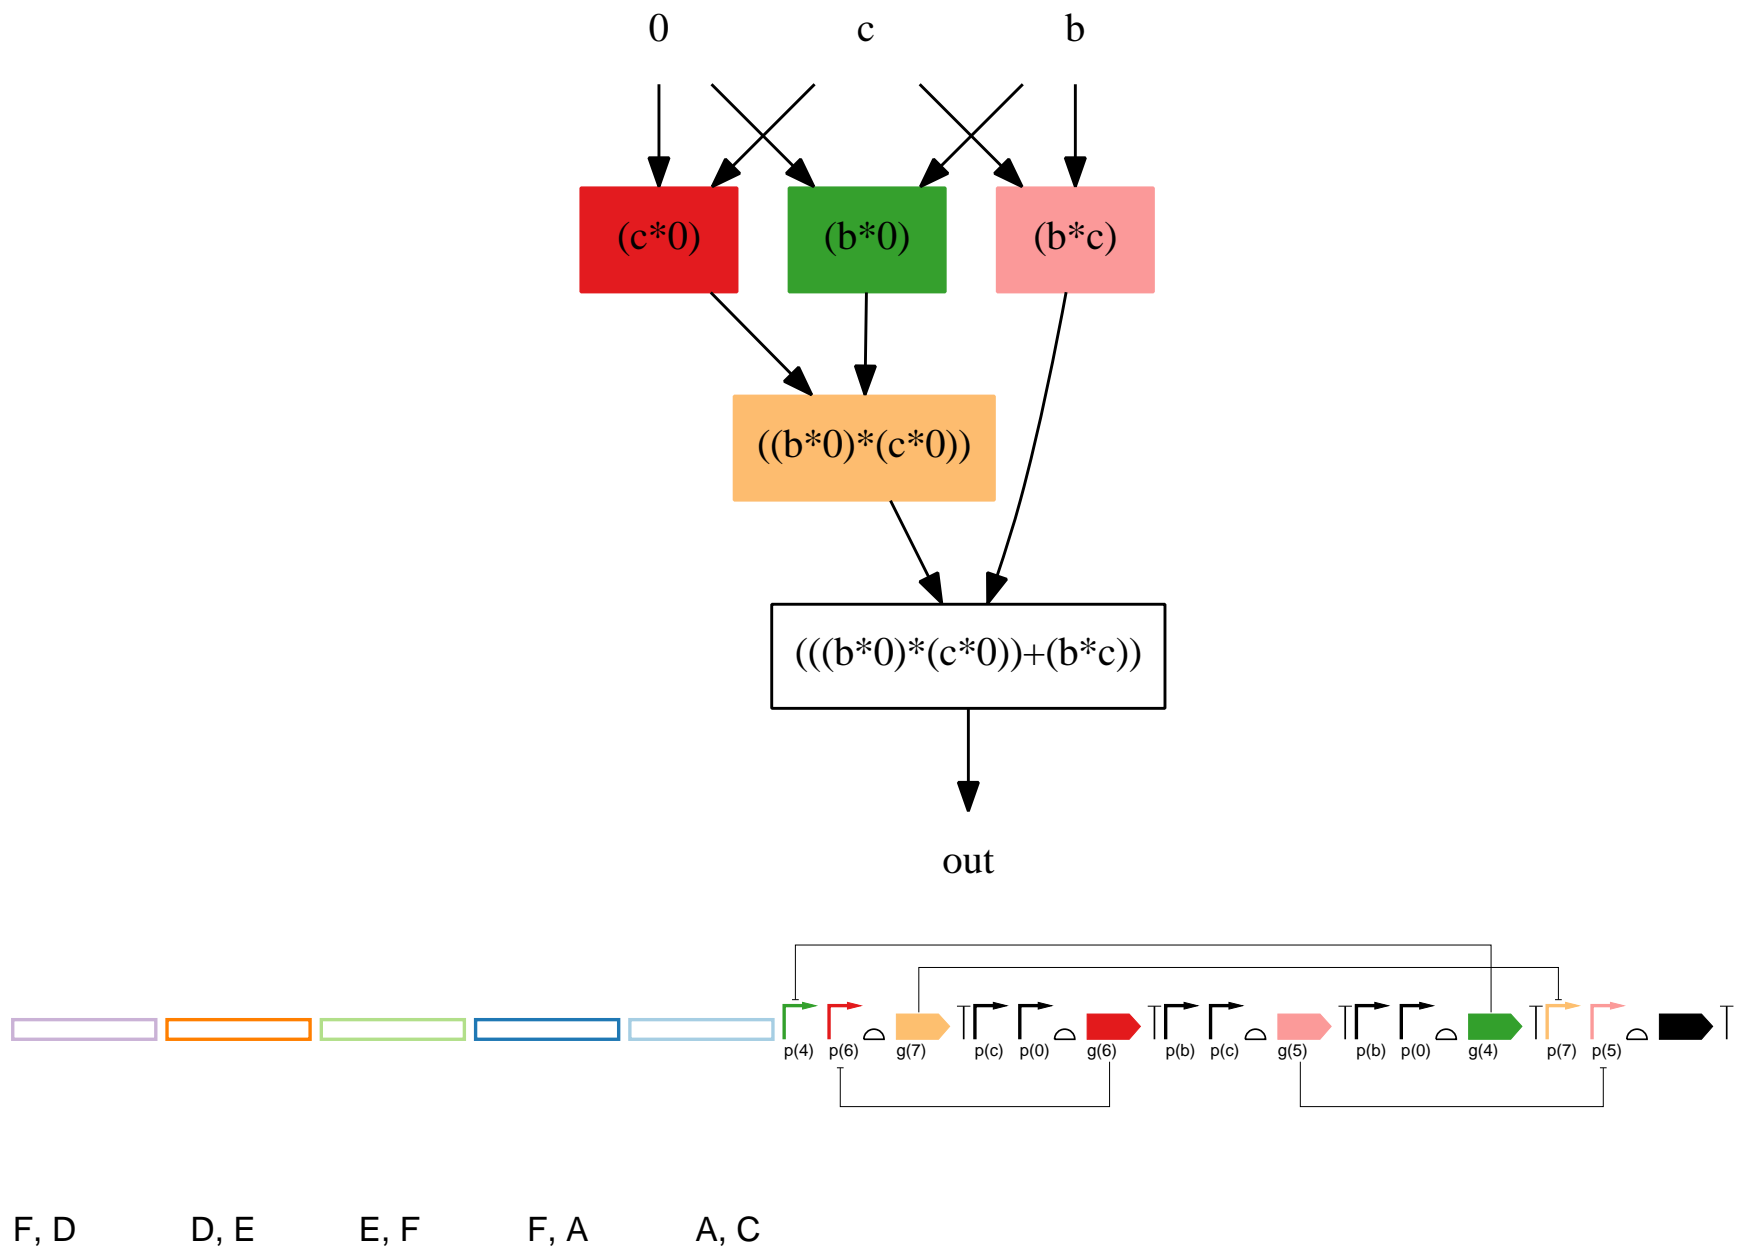 0 c b
(c*0) (b*0) (b*c)
((b*0)*(c*0))
(((b*0)*(c*0))+(b*c))
out
p(4) p(6) g(7) p(c) p(0) g(6) p(b) p(c) g(5) p(b) p(0) g(4) p(7) p(5)
F, D D, E E, F F, A A, C